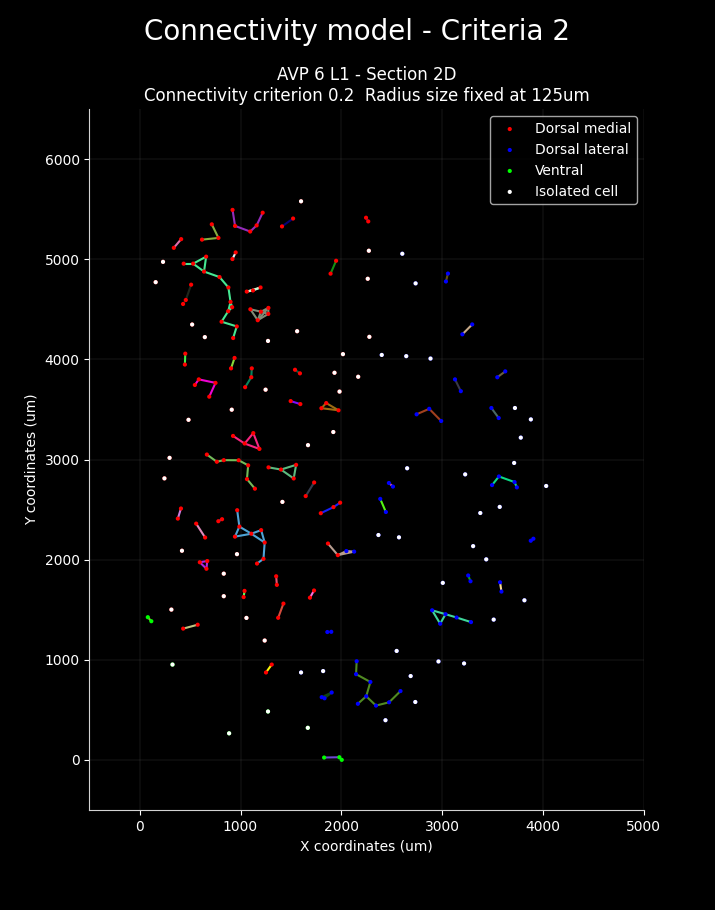 Connectivity model - Criteria 2
AVP 6 L1 - Section 2D
Connectivity criterion 0.2  Radius size fixed at 125um
Dorsal medial
Dorsal lateral
Ventral
Isolated cell
6000
5000
4000
3000
2000
1000
0
Y coordinates (um)
0 1000 2000 3000 4000 5000
X coordinates (um)